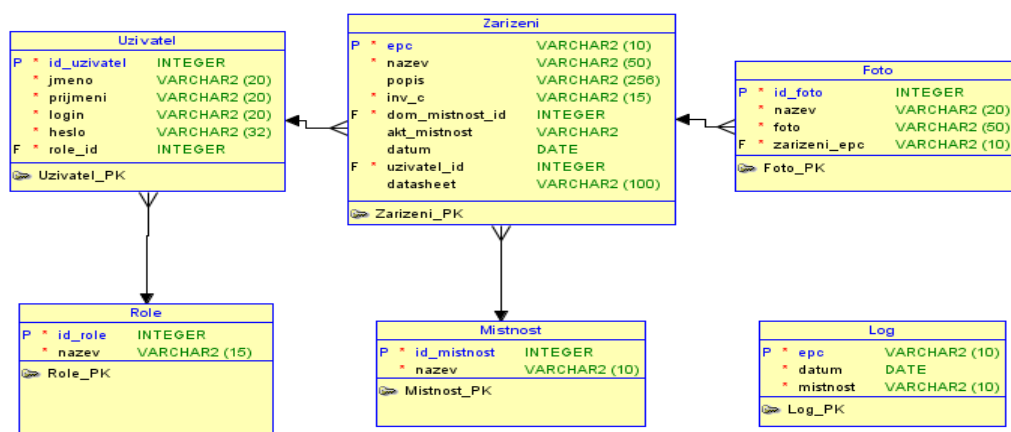 Uzivatel
P * id_uzivatel INTEGER
* jmeno VARCHAR2 (20)
* prijmeni VARCHAR2 (20)
* login VARCHAR2 (20)
* heslo VARCHAR2 (32)
F * role_id INTEGER
Uzivatel_PK
Zarizeni
P * epc VARCHAR2 (10)
* nazev VARCHAR2 (50)
popis VARCHAR2 (256)
* inv_c VARCHAR2 (15)
F * dom_mistnost_id INTEGER
akt_mistnost VARCHAR2
datum DATE
F * uzivatel_id INTEGER
datasheet VARCHAR2 (100)
Zarizeni_PK
Foto
P * id_foto INTEGER
* nazev VARCHAR2 (20)
* foto VARCHAR2 (50)
F * zarizeni_epc VARCHAR2 (10)
Foto_PK
Role
P * id_role INTEGER
* nazev VARCHAR2 (15)
Role_PK
Mistnost
P * id_mistnost INTEGER
* nazev VARCHAR2 (10)
Mistnost_PK
Log
P * epc VARCHAR2 (10)
* datum DATE
* mistnost VARCHAR2 (10)
Log_PK